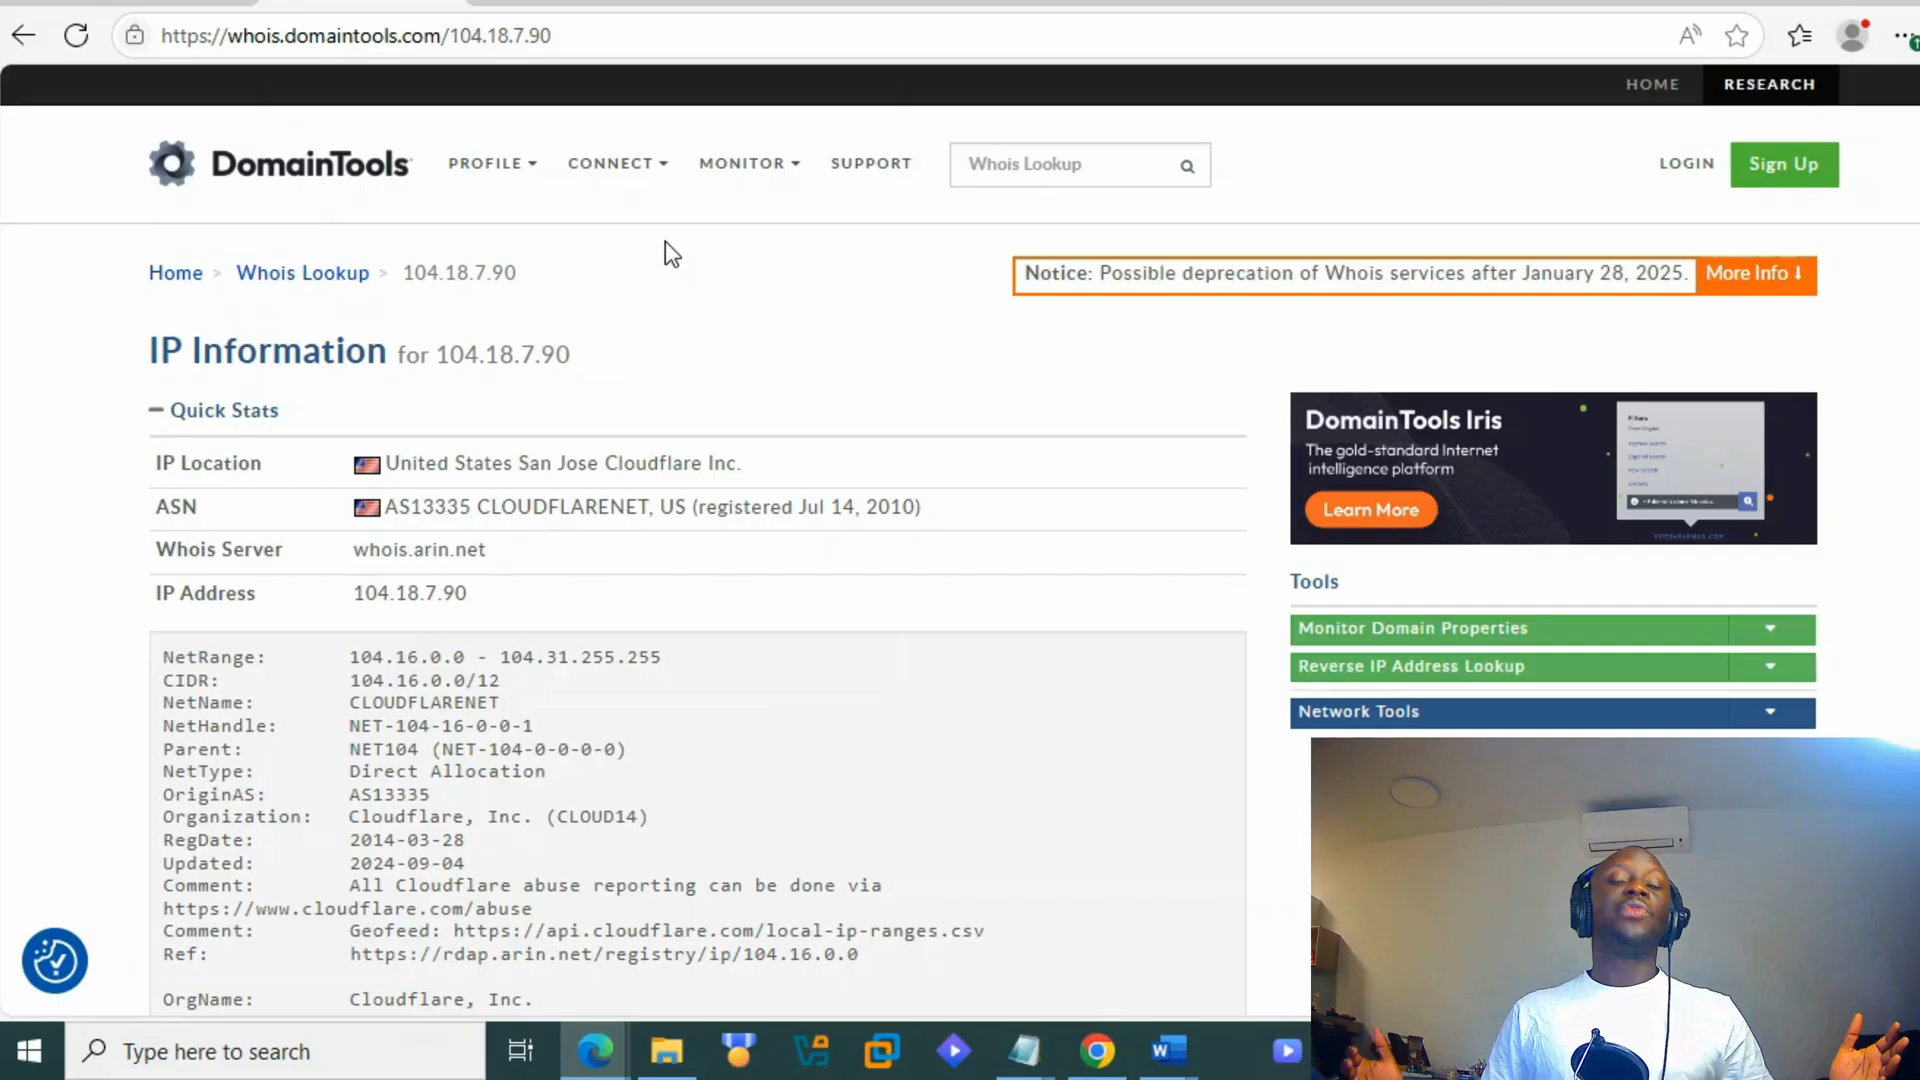 https://whois.domaintools.com/104.18.7.90
HOME RESEARCH
DomainTools PROFILE CONNECT MONITOR SUPPORT Whois Lookup LOGIN Sign Up
Home > Whois Lookup > 104.18.7.90
Notice: Possible deprecation of Whois services after January 28, 2025. More Info
IP Information for 104.18.7.90
Quick Stats
IP Location United States San Jose Cloudflare Inc.
ASN AS13335 CLOUDFLARENET, US (registered Jul 14, 2010)
Whois Server whois.arin.net
IP Address 104.18.7.90
NetRange: 104.16.0.0 - 104.31.255.255
CIDR: 104.16.0.0/12
NetName: CLOUDFLARENET
NetHandle: NET-104-16-0-0-1
Parent: NET104 (NET-104-0-0-0-0)
NetType: Direct Allocation
OriginAS: AS13335
Organization: Cloudflare, Inc. (CLOUD14)
RegDate: 2014-03-28
Updated: 2024-09-04
Comment: All Cloudflare abuse reporting can be done via
https://www.cloudflare.com/abuse
Comment: Geofeed: https://api.cloudflare.com/local-ip-ranges.csv
Ref: https://rdap.arin.net/registry/ip/104.16.0.0
OrgName: Cloudflare, Inc.
DomainTools Iris
The gold-standard Internet
intelligence platform
Learn More
Tools
Monitor Domain Properties
Reverse IP Address Lookup
Network Tools
Type here to search